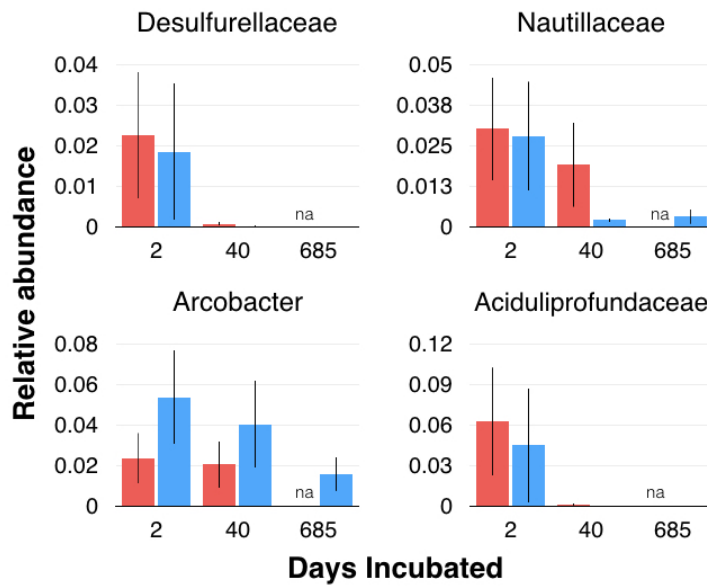 Desulfurellaceae
0.04
0.03
0.02
0.01
0
na
2 40 685
Nautillaceae
0.05
0.038
0.025
0.013
0
na
2 40 685
Relative abundance
Arcobacter
0.08
0.06
0.04
0.02
0
na
2 40 685
Aciduliprofundaceae
0.12
0.09
0.06
0.03
0
na
2 40 685
Days Incubated